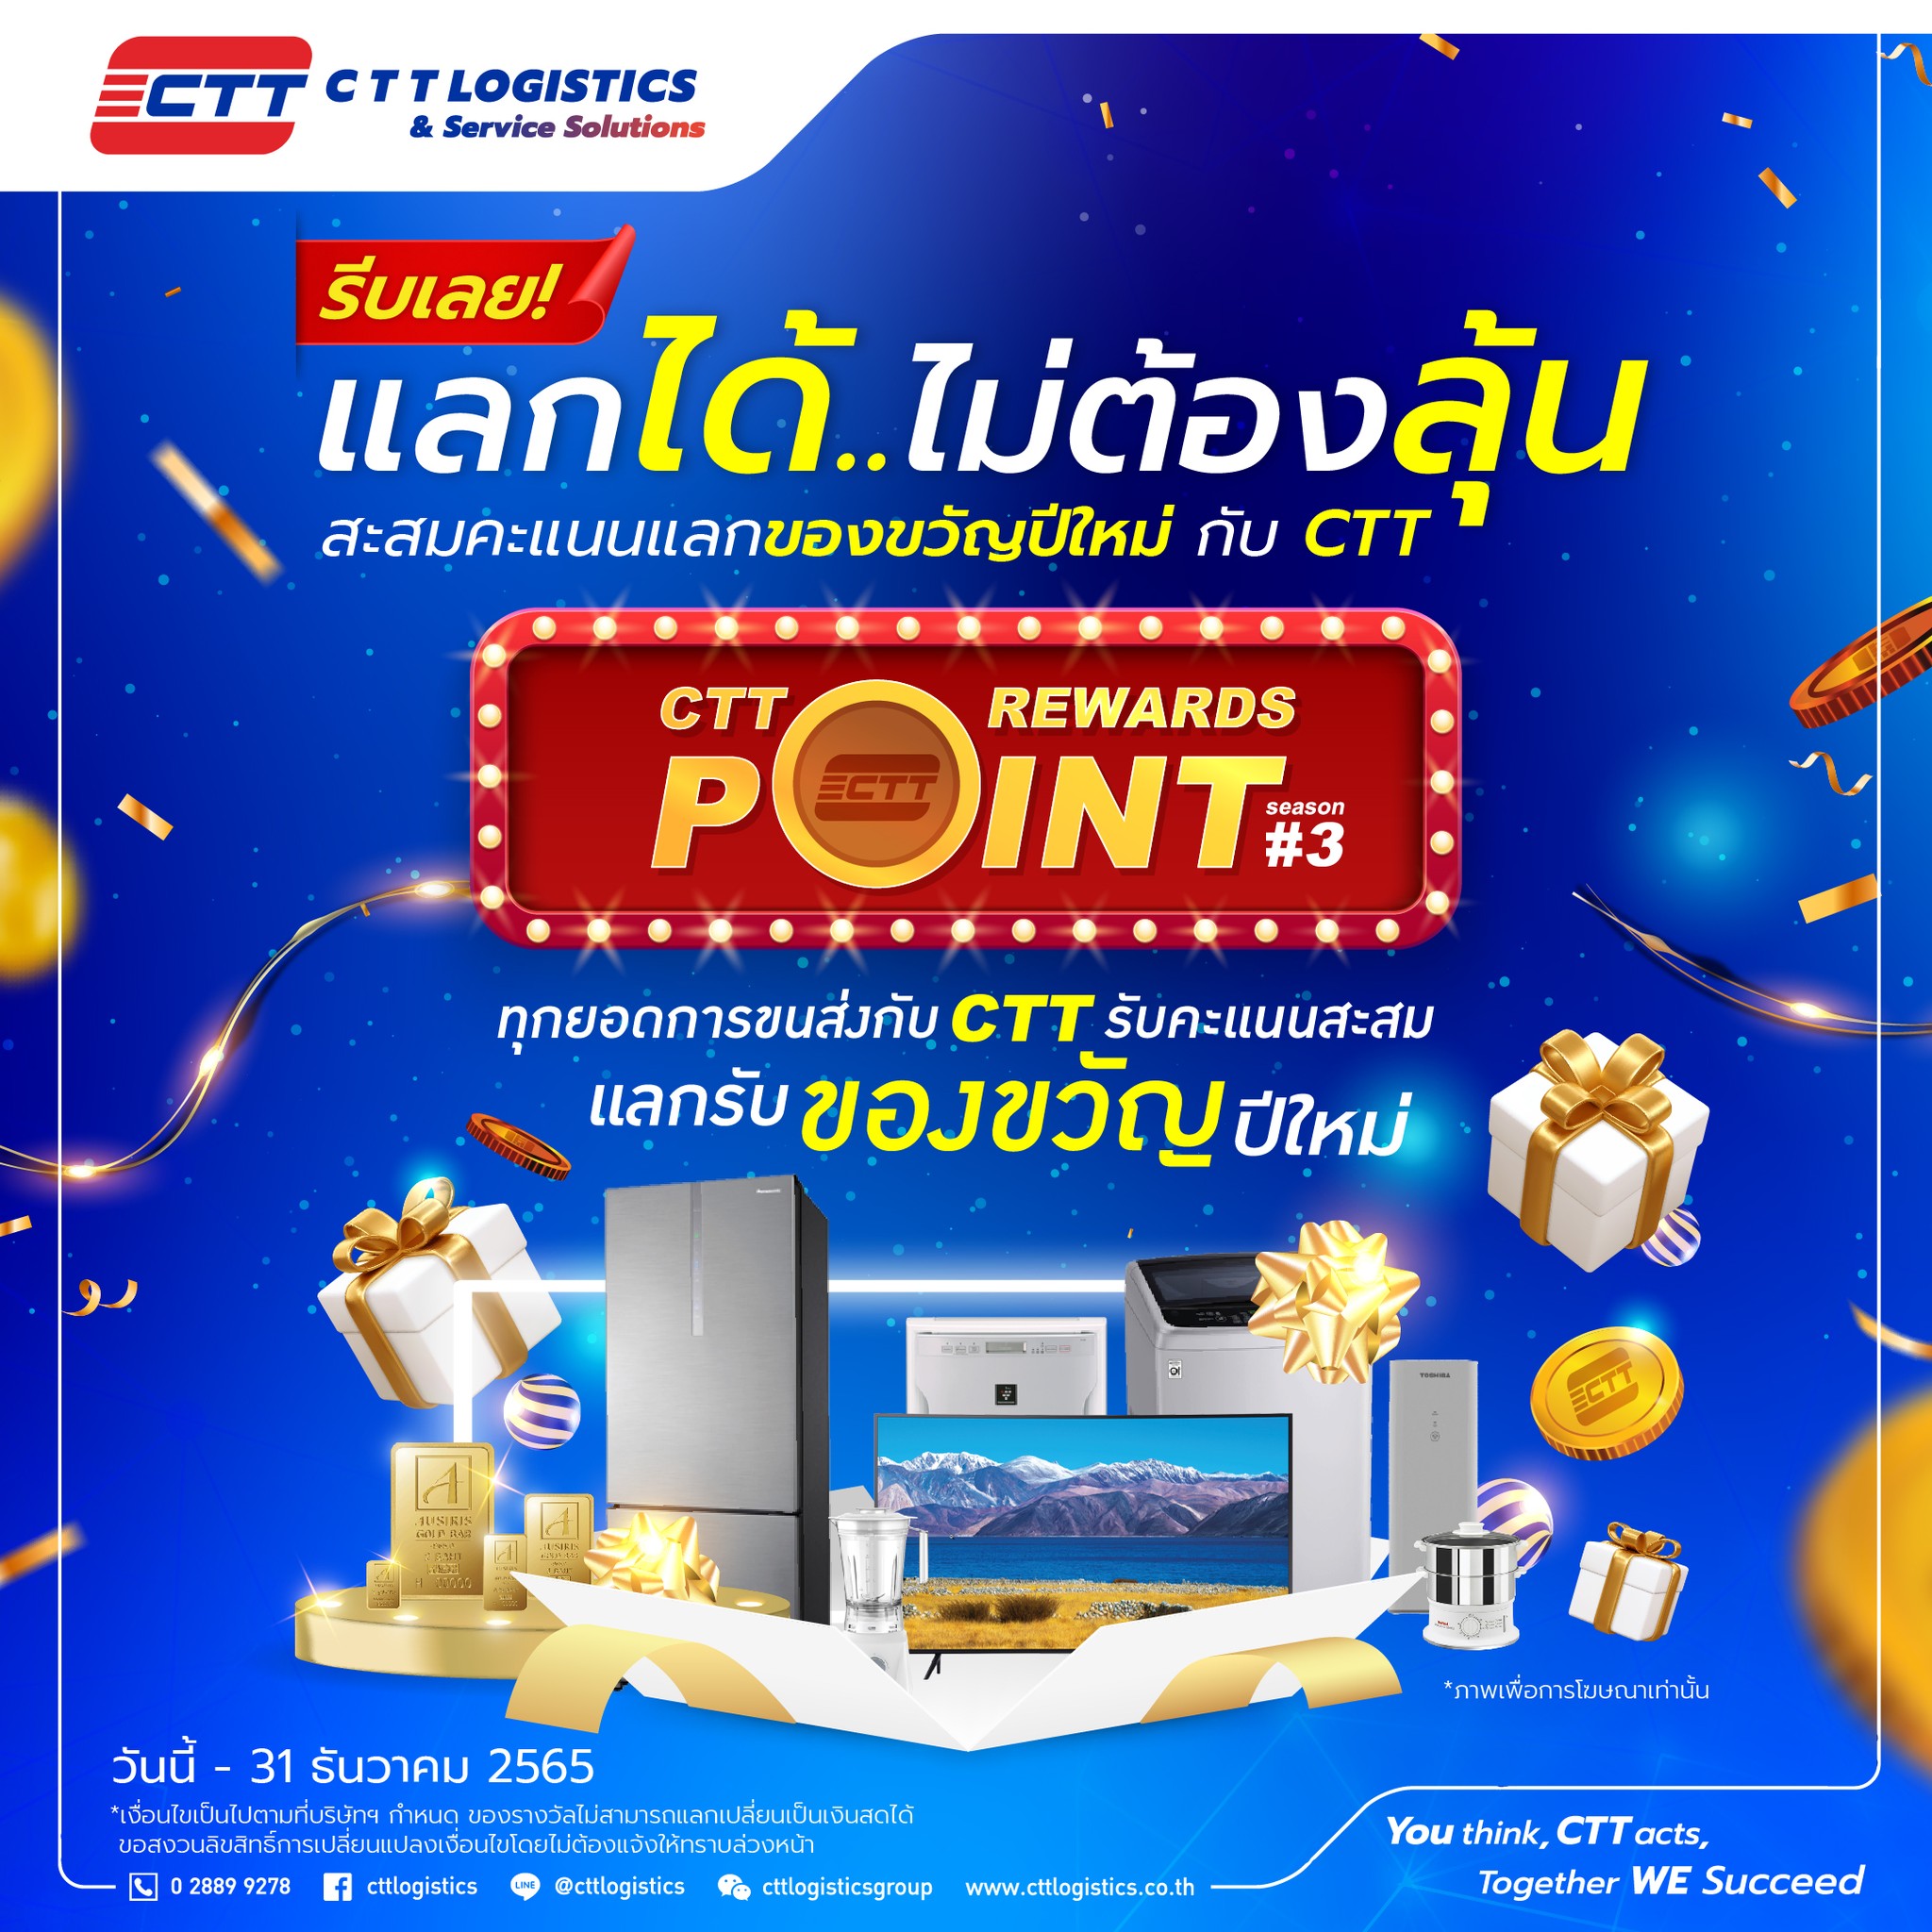 CTT CTT LOGISTICS
& Service Solutions
รีบเลย!
แลกได้..ไม่ต้องลุ้น
สะสมคะแนนแลกของขวัญปีใหม่ กับ CTT
CTT REWARDS
POINT
CTT
season
#3
ทุกยอดการขนส่งกับ CTT รับคะแนนสะสม
แลกรับ ของขวัญ ปีใหม่
Panasonic
TOSHIBA
CTT
A
AUSIRIS
GOLD BAR
AUSIRIS
GOLD BAR
*ภาพเพื่อการโฆษณาเท่านั้น
วันนี้ - 31 ธันวาคม 2565
*เงื่อนไขเป็นไปตามที่บริษัทฯ กำหนด ของรางวัลไม่สามารถแลกเปลี่ยนเป็นเงินสดได้
ขอสงวนลิขสิทธิ์การเปลี่ยนแปลงเงื่อนไขโดยไม่ต้องแจ้งให้ทราบล่วงหน้า
0 2889 9278 cttlogistics LINE @cttlogistics cttlogisticsgroup www.cttlogistics.co.th
You think, CTT acts,
Together WE Succeed